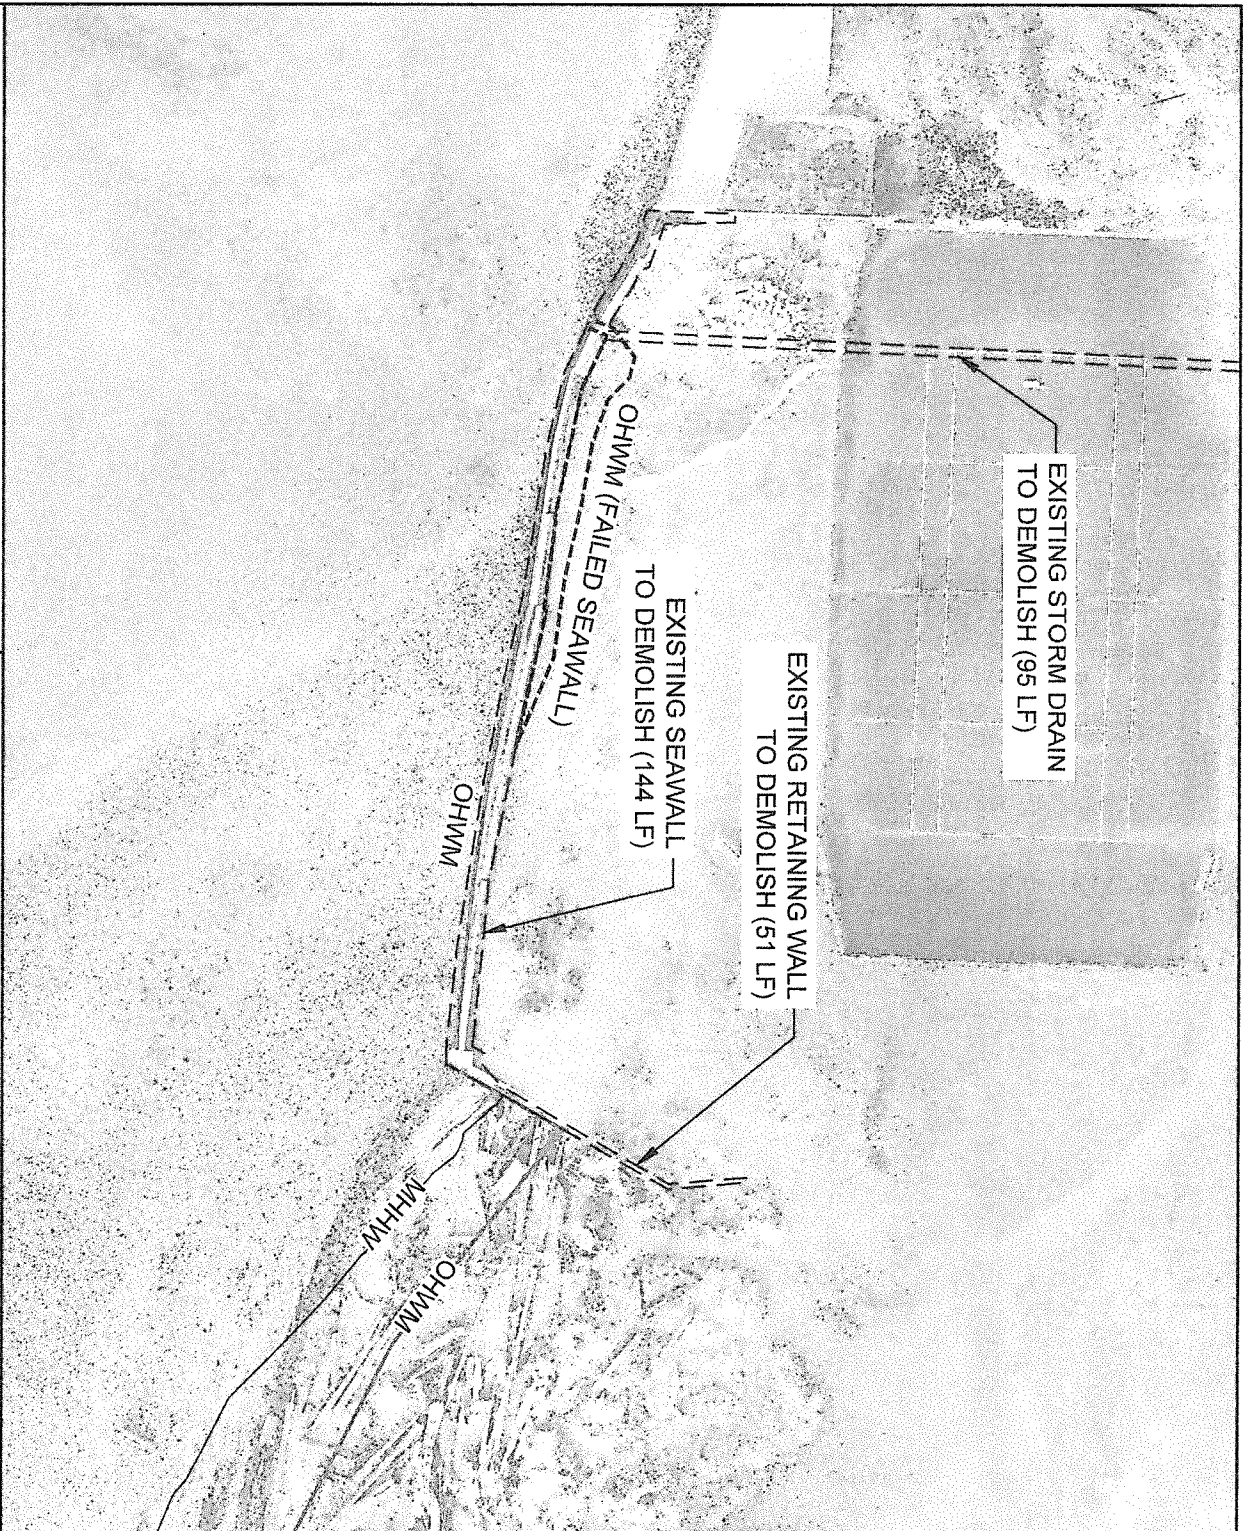 EXISTING STORM DRAIN
TO DEMOLISH (95 LF)
EXISTING RETAINING WALL
TO DEMOLISH (51 LF)
EXISTING SEAWALL
TO DEMOLISH (144 LF)
OHWM (FAILED SEAWALL)
OHWM
MHHW
OHWM